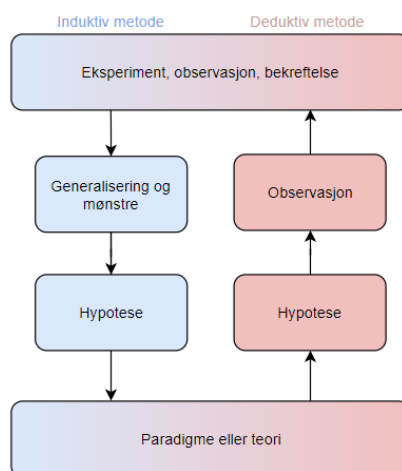 Induktiv metode
Deduktiv metode
Eksperiment, observasjon, bekreftelse
Generalisering og
mønstre
Observasjon
Hypotese
Hypotese
Paradigme eller teori